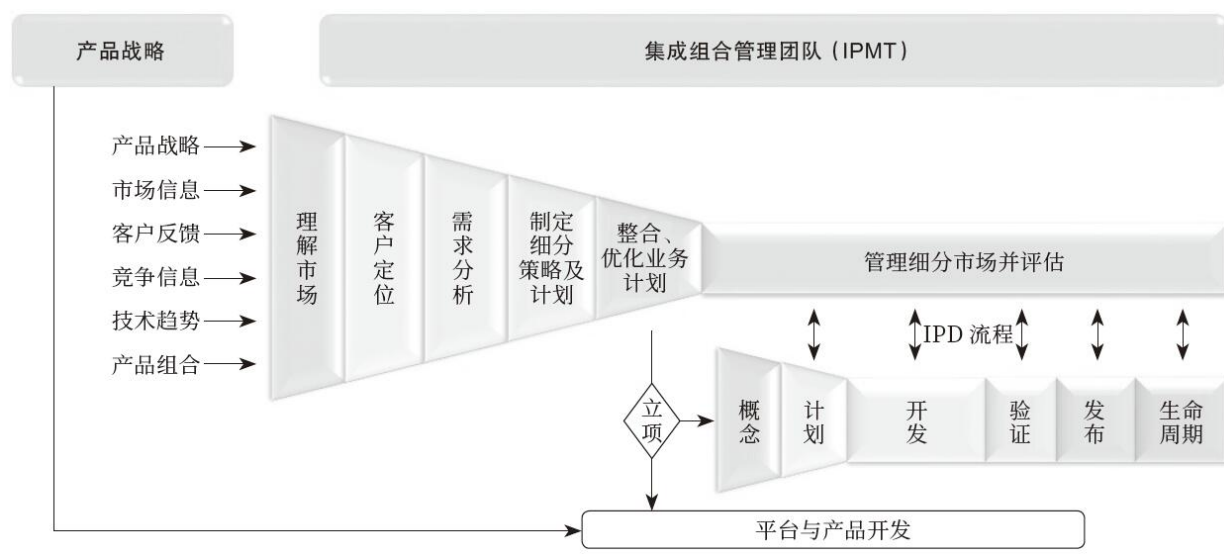 产品战略
集成组合管理团队（IPMT）
产品战略
市场信息
客户反馈
竞争信息
技术趋势
产品组合
理解市场
客户定位
需求分析
制定
细分
策略及
计划
整合、
优化业务
计划
管理细分市场并评估
IPD 流程
立项
概念
计划
开发
验证
发布
生命
周期
平台与产品开发